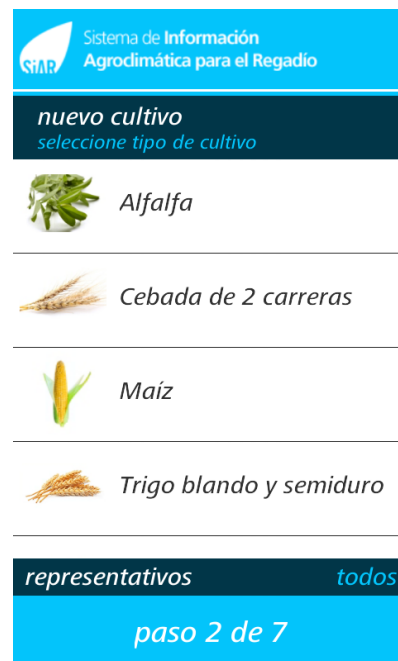 SiAR
Sistema de Información
Agroclimática para el Regadío
nuevo cultivo
seleccione tipo de cultivo
Alfalfa
Cebada de 2 carreras
Maíz
Trigo blando y semiduro
representativos todos
paso 2 de 7